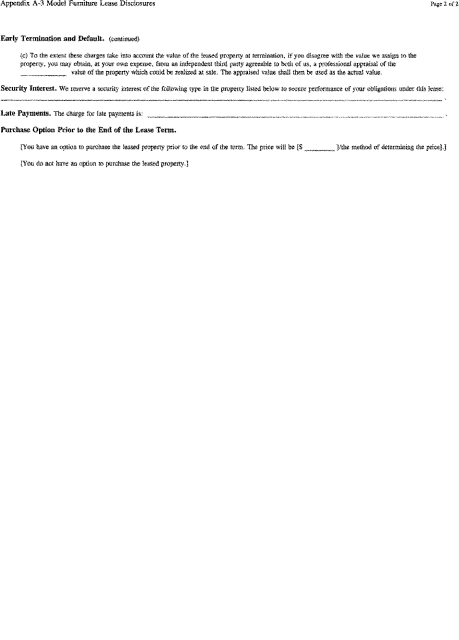 Appendix A-3 Model Furniture Lease Disclosures Page 2 of 2
Early Termination and Default. (continued)
(c) To the extent these charges take into account the value of the leased property at termination, if you disagree with the value we assign to the
property, you may obtain, at your own expense, from an independent third party agreeable to both of us, a professional appraisal of the
____________ value of the property which could be realized at sale. The appraised value shall then be used as the actual value.
Security Interest. We reserve a security interest of the following type in the property listed below to secure performance of your obligations under this lease:
.
Late Payments. The charge for late payments is: ____________ .
Purchase Option Prior to the End of the Lease Term.
[You have an option to purchase the leased property prior to the end of the term. The price will be [$ ________ ]/the method of determining the price].]
[You do not have an option to purchase the leased property.]